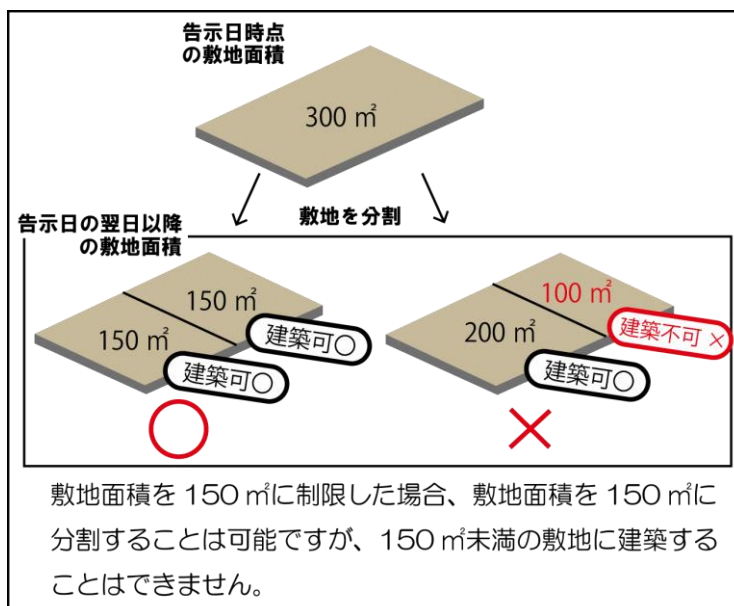 告示日時点
の敷地面積
300 ㎡
敷地を分割
告示日の翌日以降
の敷地面積
150 ㎡
150 ㎡
建築可○
建築可○
○
100 ㎡
200 ㎡
建築不可 ×
建築可○
×
敷地面積を 150 ㎡に制限した場合、敷地面積を 150 ㎡に
分割することは可能ですが、150 ㎡未満の敷地に建築する
ことはできません。